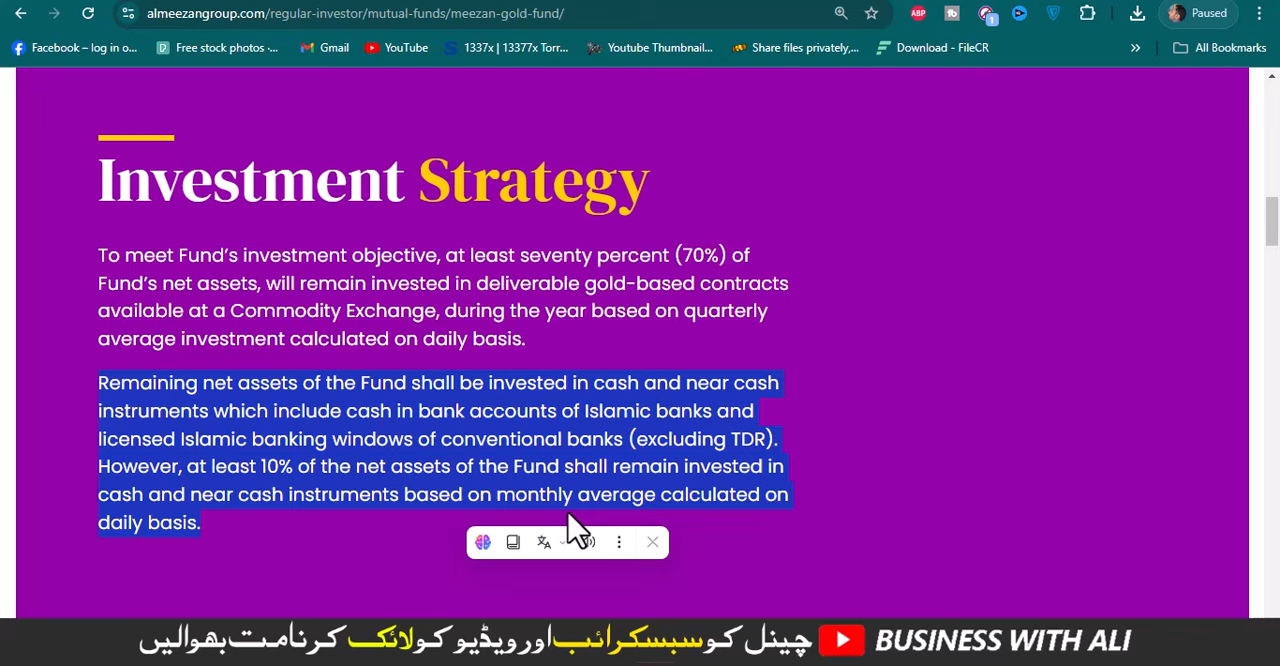 almeezangroup.com/regular-investor/mutual-funds/meezan-gold-fund/
ABP
fb
1
Paused
Facebook – log in o...
Free stock photos -...
Gmail
YouTube
1337x | 13377x Torr...
Youtube Thumbnail...
Share files privately,...
Download - FileCR
»
All Bookmarks
Investment Strategy
To meet Fund's investment objective, at least seventy percent (70%) of
Fund's net assets, will remain invested in deliverable gold-based contracts
available at a Commodity Exchange, during the year based on quarterly
average investment calculated on daily basis.
Remaining net assets of the Fund shall be invested in cash and near cash
instruments which include cash in bank accounts of Islamic banks and
licensed Islamic banking windows of conventional banks (excluding TDR).
However, at least 10% of the net assets of the Fund shall remain invested in
cash and near cash instruments based on monthly average calculated on
daily basis.
چینل کو سبسکرائب اور ویڈیو کو لائک کرنا مت بھوالیں BUSINESS WITH ALI